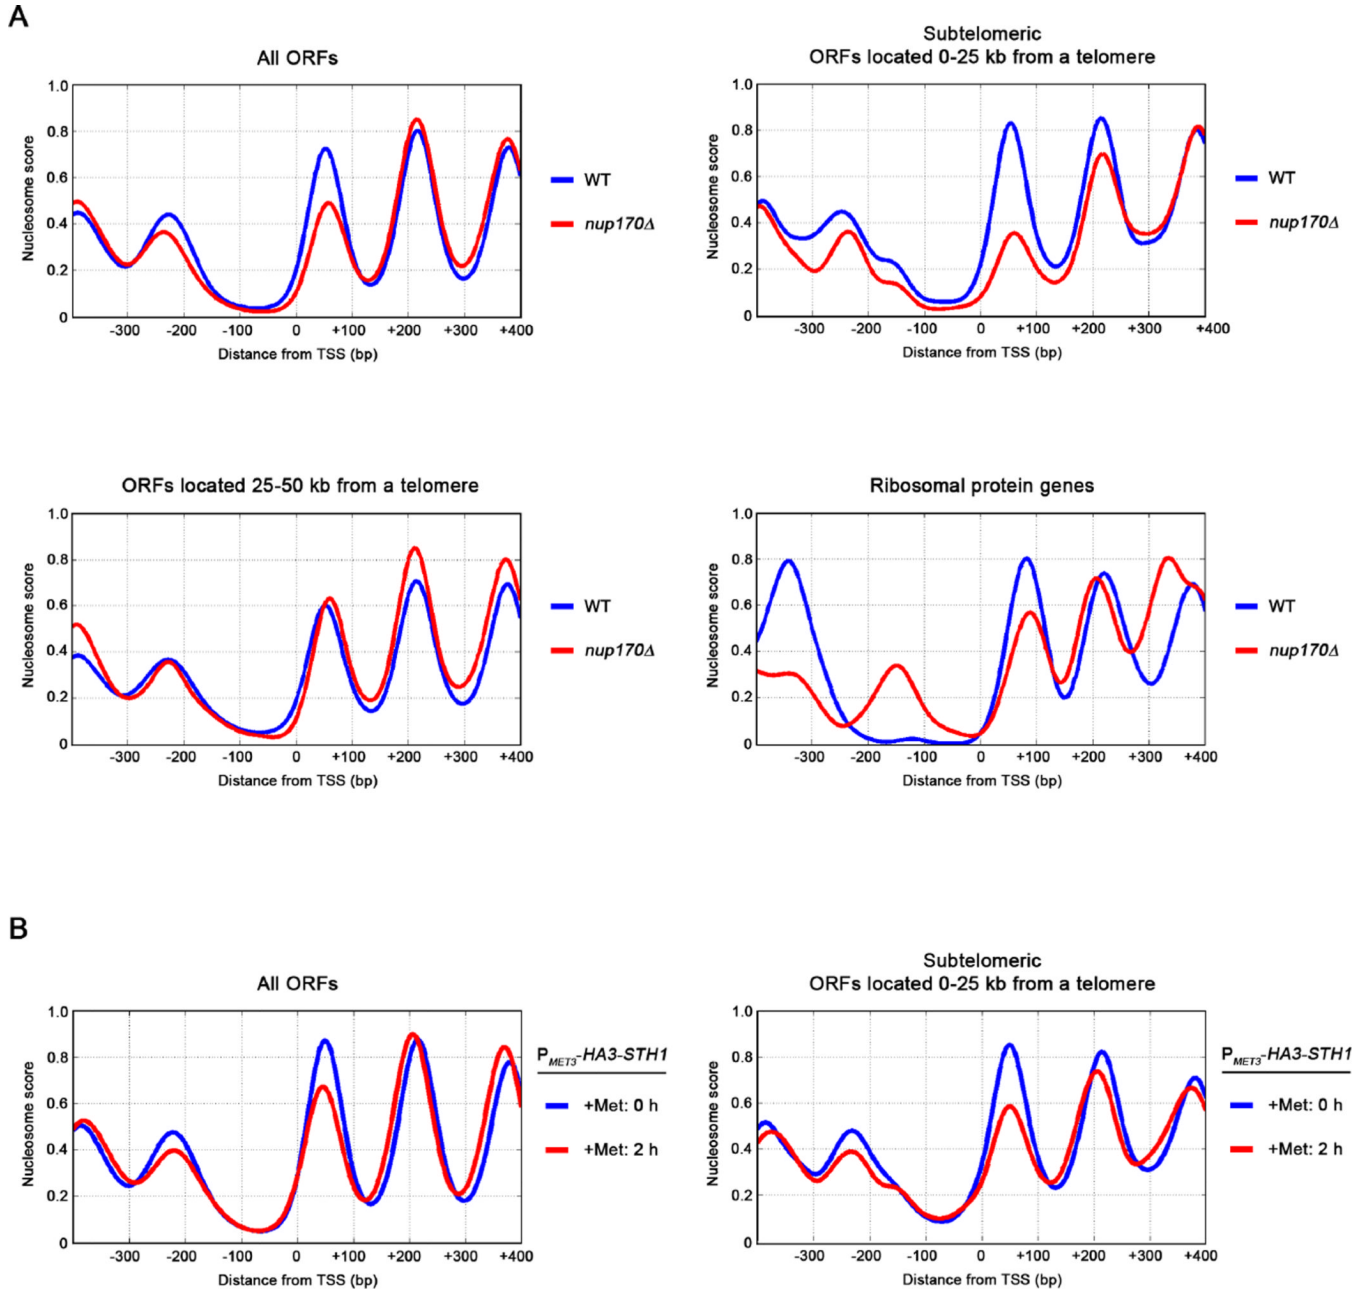 A
All ORFs
1.0
0.8
0.6
0.4
0.2
0
Nucleosome score
-300 -200 -100 0 +100 +200 +300 +400
Distance from TSS (bp)
WT
nup170Δ
Subtelomeric
ORFs located 0-25 kb from a telomere
1.0
0.8
0.6
0.4
0.2
0
Nucleosome score
-300 -200 -100 0 +100 +200 +300 +400
Distance from TSS (bp)
WT
nup170Δ
ORFs located 25-50 kb from a telomere
1.0
0.8
0.6
0.4
0.2
0
Nucleosome score
-300 -200 -100 0 +100 +200 +300 +400
Distance from TSS (bp)
WT
nup170Δ
Ribosomal protein genes
1.0
0.8
0.6
0.4
0.2
0
Nucleosome score
-300 -200 -100 0 +100 +200 +300 +400
Distance from TSS (bp)
WT
nup170Δ
B
All ORFs
1.0
0.8
0.6
0.4
0.2
0
Nucleosome score
-300 -200 -100 0 +100 +200 +300 +400
Distance from TSS (bp)
PMET3-HA3-STH1
+Met: 0 h
+Met: 2 h
Subtelomeric
ORFs located 0-25 kb from a telomere
1.0
0.8
0.6
0.4
0.2
0
Nucleosome score
-300 -200 -100 0 +100 +200 +300 +400
Distance from TSS (bp)
PMET3-HA3-STH1
+Met: 0 h
+Met: 2 h